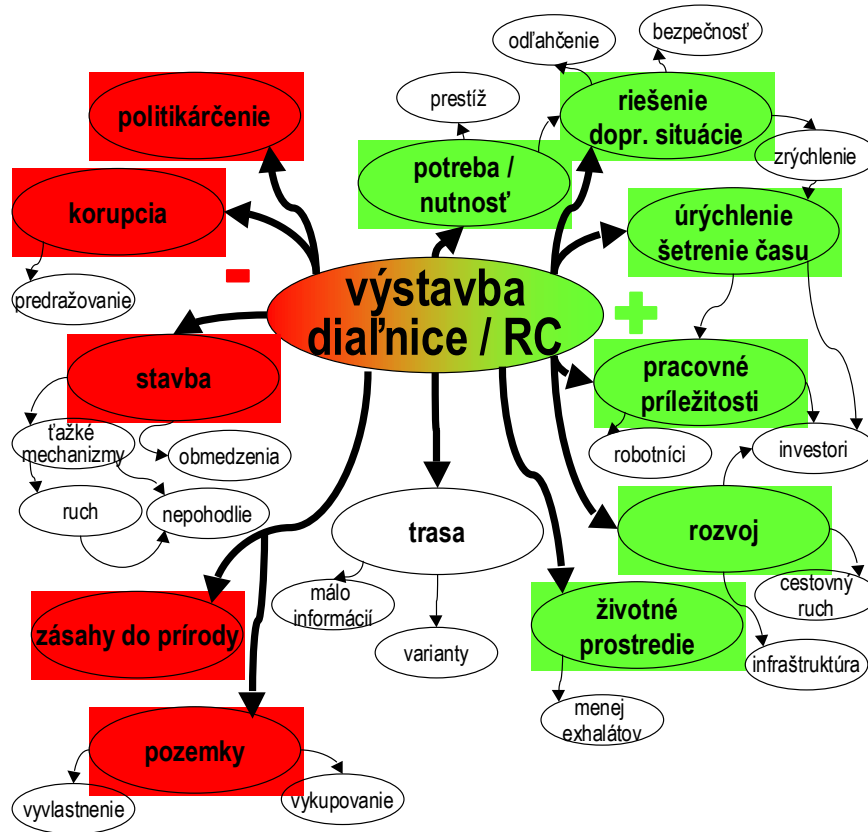 bezpečnosť
odľahčenie
prestíž
politikárčenie
riešenie
dopr. situácie
zrýchlenie
potreba /
nutnosť
korupcia
úrýchlenie
šetrenie času
predražovanie
-
výstavba
diaľnice / RC
+
stavba
pracovné
príležitosti
ťažké
mechanizmy
obmedzenia
robotníci
investori
ruch
nepohodlie
trasa
rozvoj
málo
informácií
cestovný
ruch
zásahy do prírody
životné
prostredie
varianty
infraštruktúra
menej
exhalátov
pozemky
vyvlastnenie
vykupovanie